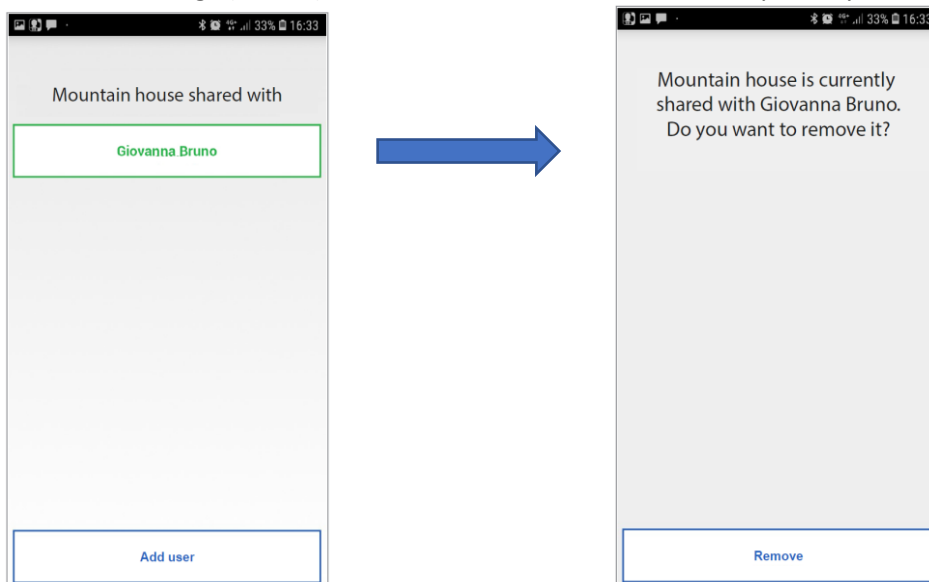 33% 16:33
Mountain house shared with
Giovanna Bruno
Add user
33% 16:33
Mountain house is currently
shared with Giovanna Bruno.
Do you want to remove it?
Remove